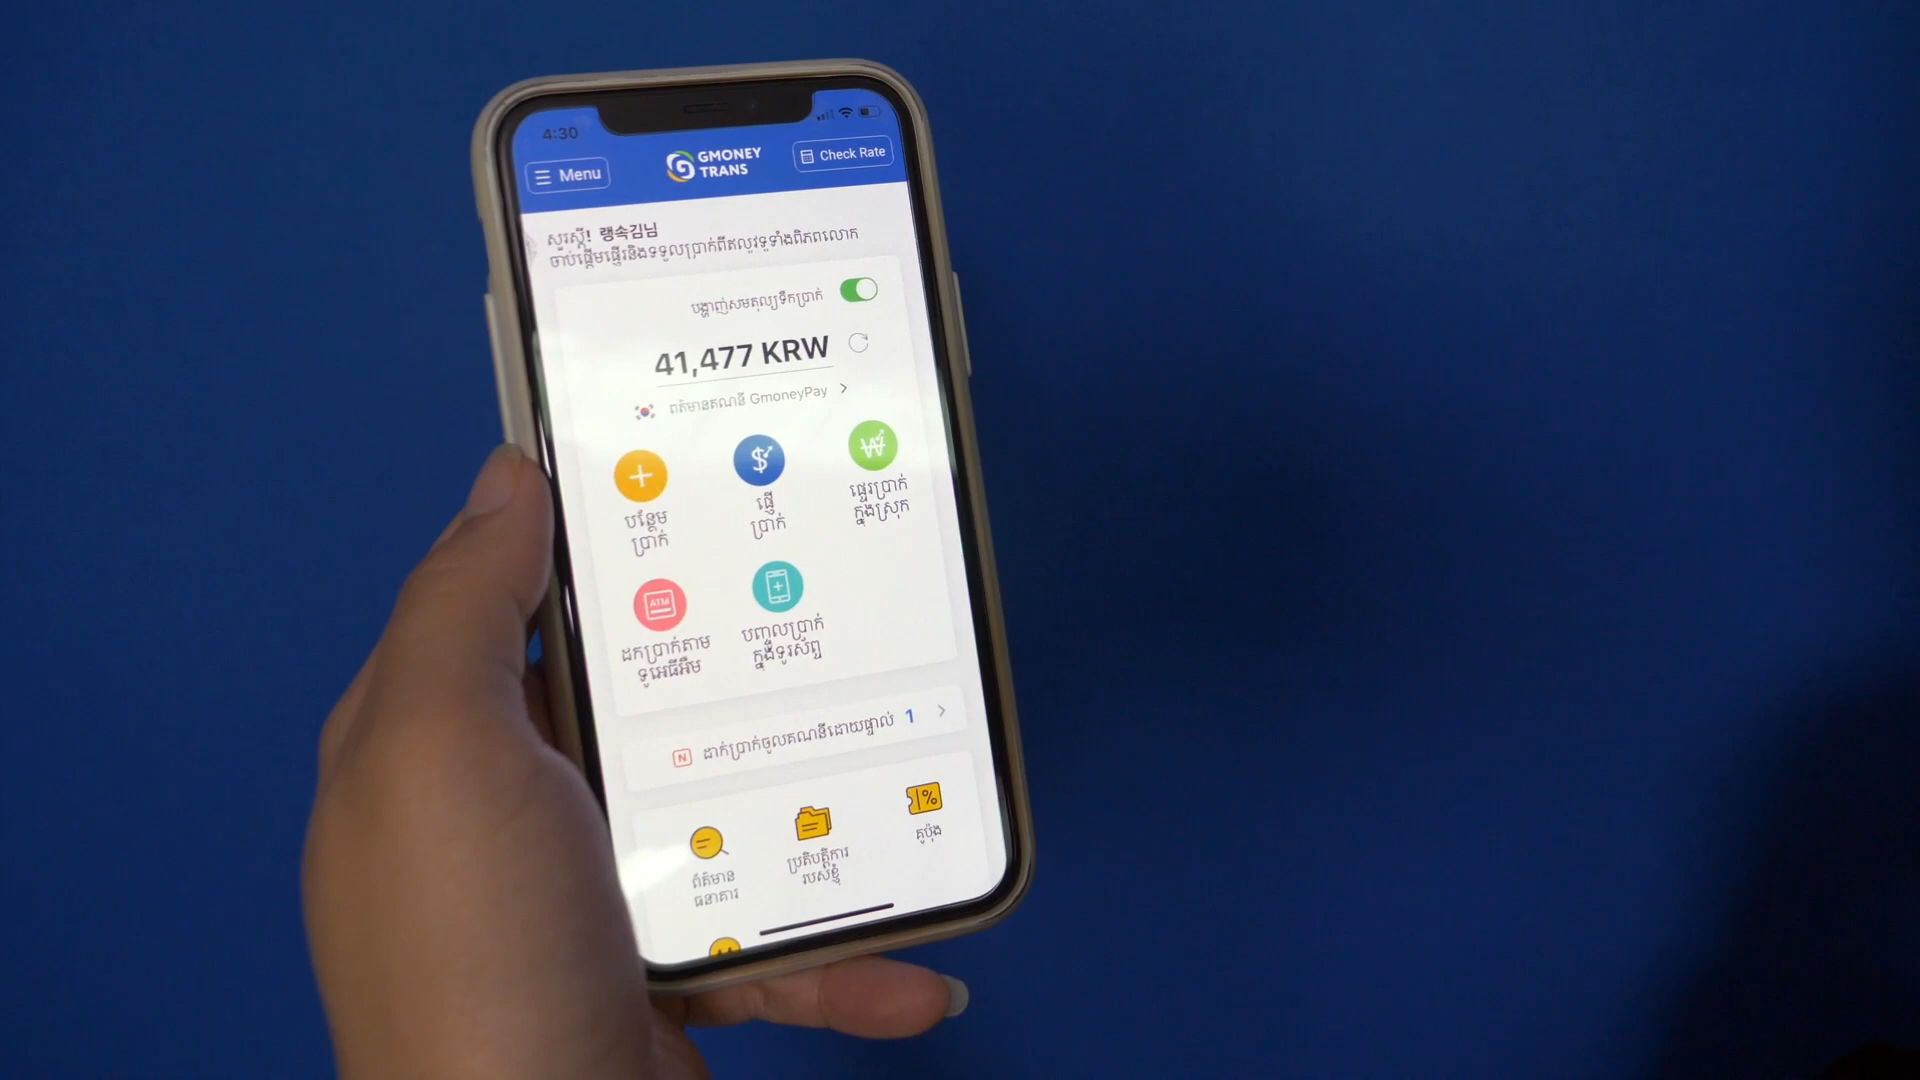 4:30
Menu
GMONEY
TRANS
Check Rate
សួរស្តី! 랭속김님
ចាប់ផ្តើមផ្ញើរនិងទទួលប្រាក់ពីឥលូវទូទាំងពិភពលោក
បង្ហាញសមតុល្យទឹកប្រាក់
41,477 KRW
ពត៌មានគណនី GmoneyPay
បន្ថែម
ប្រាក់
ផ្ញើ
ប្រាក់
ផ្ទេរប្រាក់
ក្នុងស្រុក
ATM
ដកប្រាក់តាម
ទូអេធីអឹម
បញ្ចូលប្រាក់
ក្នុងទូរស័ព្ទ
N ដាក់ប្រាក់ចូលគណនីដោយផ្ទាល់ 1
ព័ត៌មាន
ធនាគារ
ប្រតិបត្តិការ
របស់ខ្ញុំ
គូប៉ុង